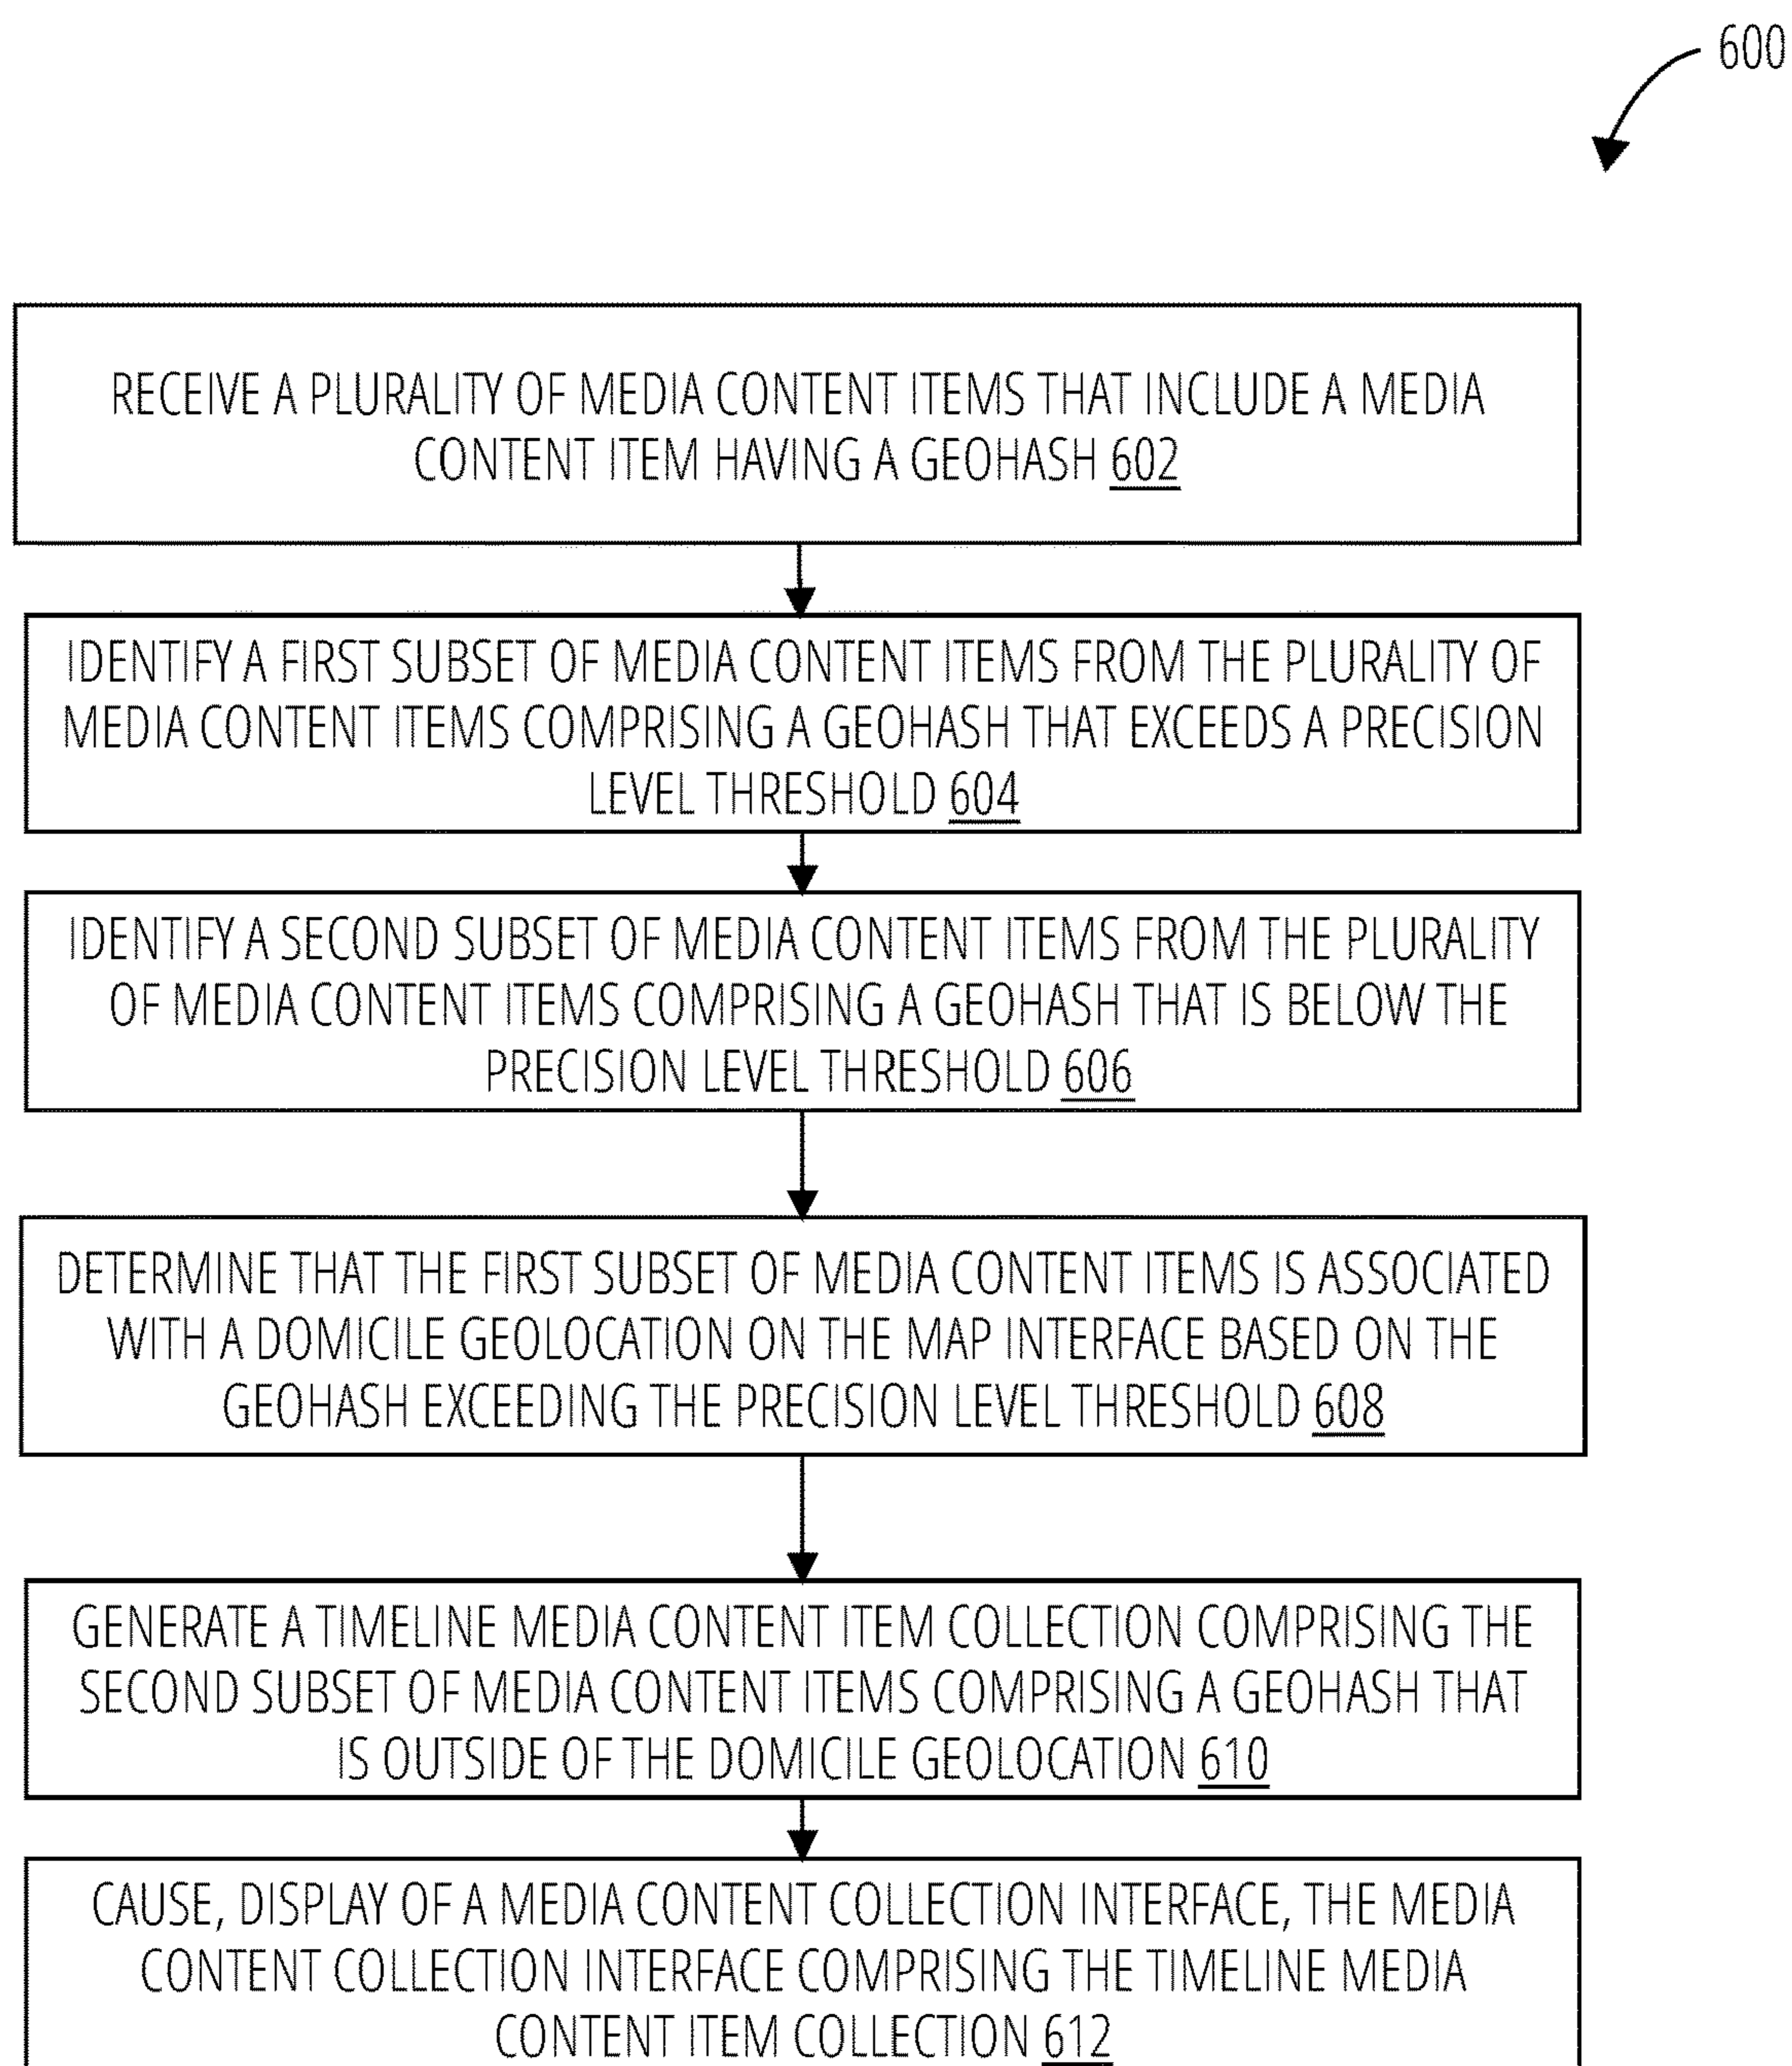 600
RECEIVE A PLURALITY OF MEDIA CONTENT ITEMS THAT INCLUDE A MEDIA
CONTENT ITEM HAVING A GEOHASH 602
IDENTIFY A FIRST SUBSET OF MEDIA CONTENT ITEMS FROM THE PLURALITY OF
MEDIA CONTENT ITEMS COMPRISING A GEOHASH THAT EXCEEDS A PRECISION
LEVEL THRESHOLD 604
IDENTIFY A SECOND SUBSET OF MEDIA CONTENT ITEMS FROM THE PLURALITY
OF MEDIA CONTENT ITEMS COMPRISING A GEOHASH THAT IS BELOW THE
PRECISION LEVEL THRESHOLD 606
DETERMINE THAT THE FIRST SUBSET OF MEDIA CONTENT ITEMS IS ASSOCIATED
WITH A DOMICILE GEOLOCATION ON THE MAP INTERFACE BASED ON THE
GEOHASH EXCEEDING THE PRECISION LEVEL THRESHOLD 608
GENERATE A TIMELINE MEDIA CONTENT ITEM COLLECTION COMPRISING THE
SECOND SUBSET OF MEDIA CONTENT ITEMS COMPRISING A GEOHASH THAT
IS OUTSIDE OF THE DOMICILE GEOLOCATION 610
CAUSE, DISPLAY OF A MEDIA CONTENT COLLECTION INTERFACE, THE MEDIA
CONTENT COLLECTION INTERFACE COMPRISING THE TIMELINE MEDIA
CONTENT ITEM COLLECTION 612